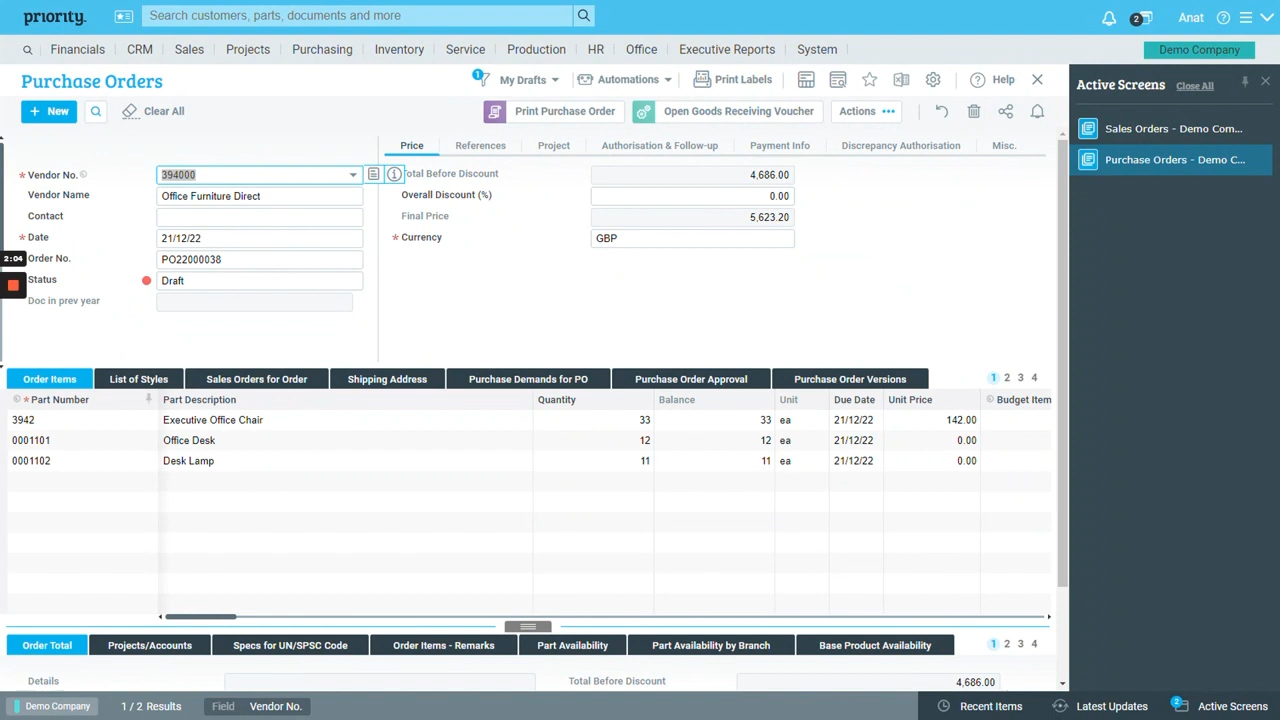 priority. Search customers, parts, documents and more 2 Anat
Financials CRM Sales Projects Purchasing Inventory Service Production HR Office Executive Reports System Demo Company
Purchase Orders 1 My Drafts Automations Print Labels Help
Active Screens Close All
+ New Clear All Print Purchase Order Open Goods Receiving Voucher Actions
Sales Orders - Demo Com...
Purchase Orders - Demo C...
Price References Project Authorisation & Follow-up Payment Info Discrepancy Authorisation Misc.
* Vendor No. 394000 Total Before Discount 4,686.00
Vendor Name Office Furniture Direct Overall Discount (%) 0.00
Contact Final Price 5,623.20
* Date 21/12/22 * Currency GBP
2:04 Order No. PO22000038
Status Draft
Doc in prev year
Order Items List of Styles Sales Orders for Order Shipping Address Purchase Demands for PO Purchase Order Approval Purchase Order Versions 1 2 3 4
* Part Number Part Description Quantity Balance Unit Due Date Unit Price Budget Item
3942 Executive Office Chair 33 33 ea 21/12/22 142.00
0001101 Office Desk 12 12 ea 21/12/22 0.00
0001102 Desk Lamp 11 11 ea 21/12/22 0.00
Order Total Projects/Accounts Specs for UN/SPSC Code Order Items - Remarks Part Availability Part Availability by Branch Base Product Availability 1 2 3 4
Details Total Before Discount 4,686.00
Demo Company 1 / 2 Results Field Vendor No. Recent Items Latest Updates 2 Active Screens